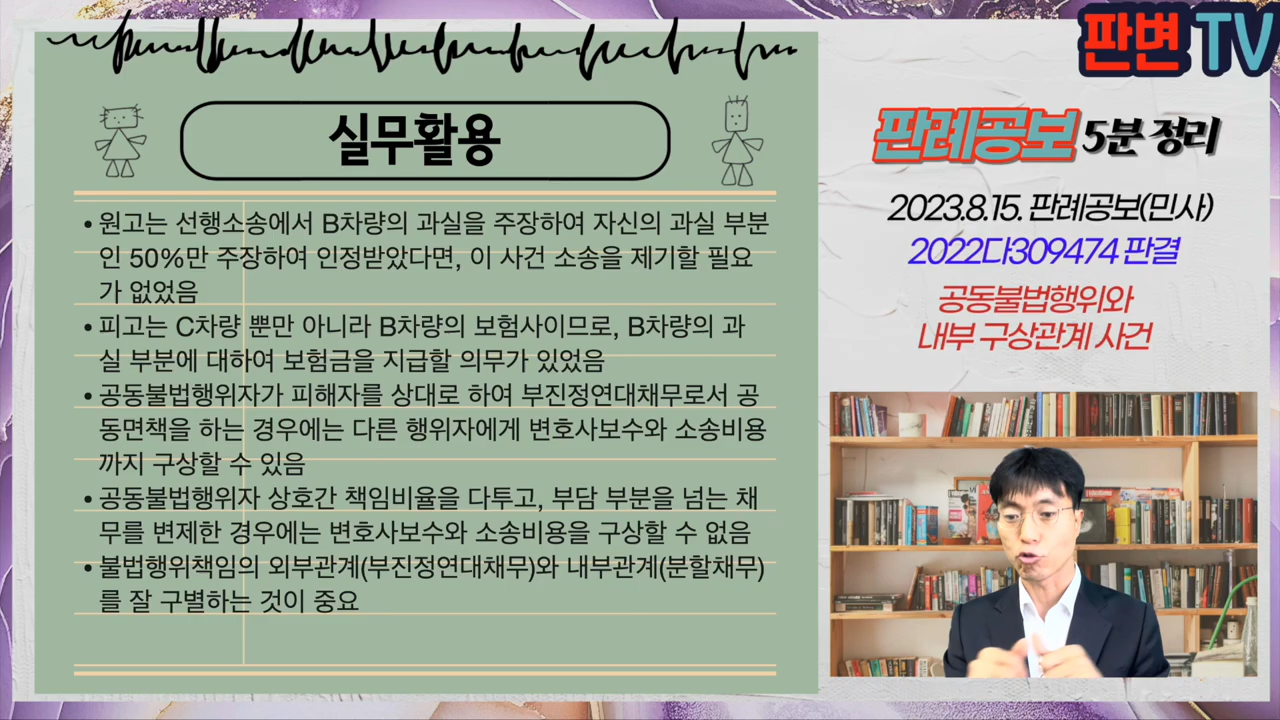 판변 TV
실무활용
• 원고는 선행소송에서 B차량의 과실을 주장하여 자신의 과실 부분
인 50%만 주장하여 인정받았다면, 이 사건 소송을 제기할 필요
가 없었음
• 피고는 C차량 뿐만 아니라 B차량의 보험사이므로, B차량의 과
실 부분에 대하여 보험금을 지급할 의무가 있었음
• 공동불법행위자가 피해자를 상대로 하여 부진정연대채무로서 공
동면책을 하는 경우에는 다른 행위자에게 변호사보수와 소송비용
까지 구상할 수 있음
• 공동불법행위자 상호간 책임비율을 다투고, 부담 부분을 넘는 채
무를 변제한 경우에는 변호사보수와 소송비용을 구상할 수 없음
• 불법행위책임의 외부관계(부진정연대채무)와 내부관계(분할채무)
를 잘 구별하는 것이 중요
판례공보 5분 정리
2023.8.15. 판례공보(민사)
2022다309474 판결
공동불법행위와
내부 구상관계 사건